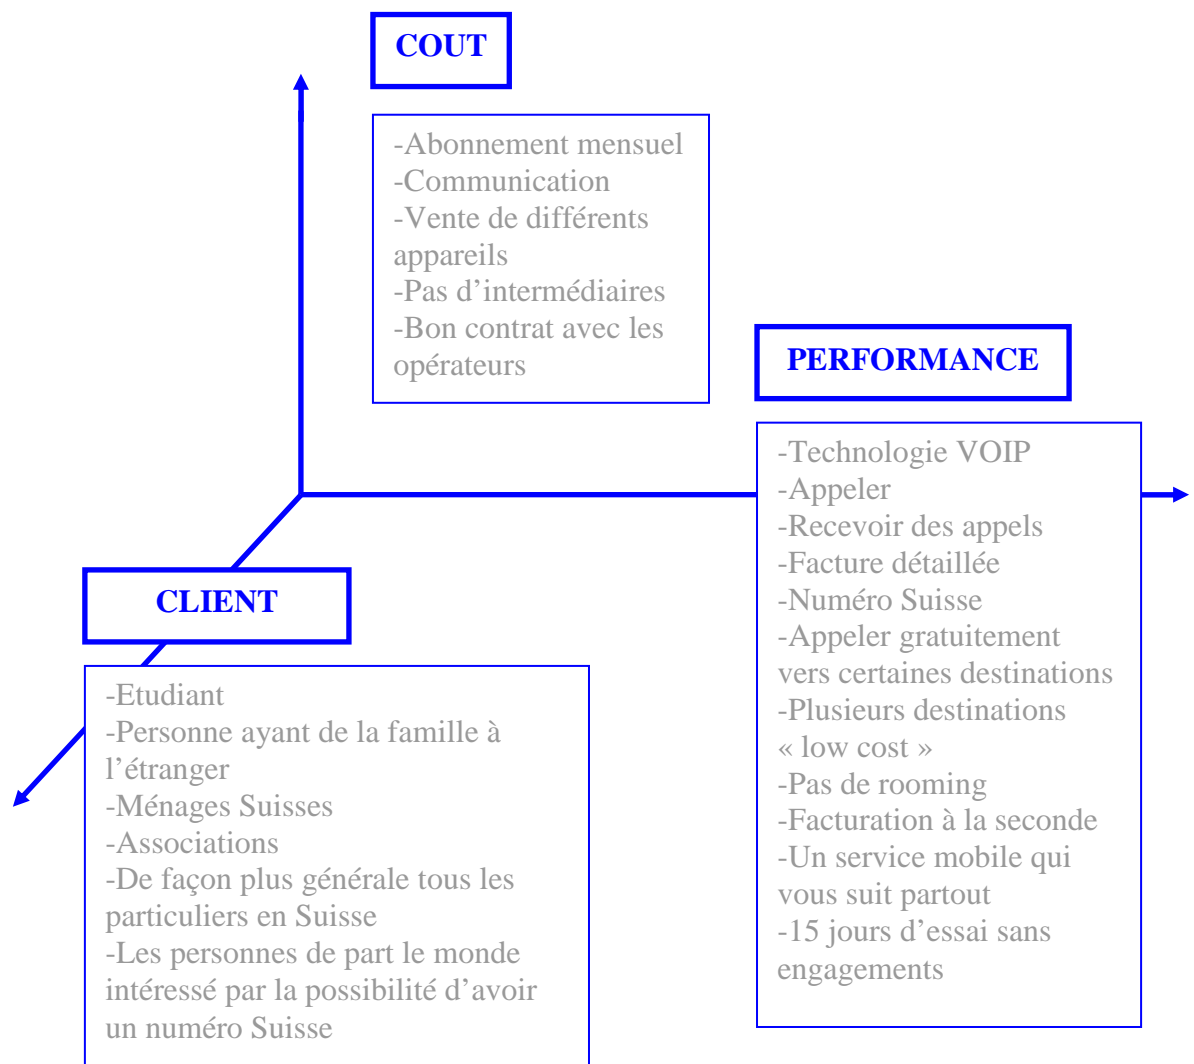 COUT
-Abonnement mensuel
-Communication
-Vente de différents
appareils
-Pas d’intermédiaires
-Bon contrat avec les
opérateurs
PERFORMANCE
-Technologie VOIP
-Appeler
-Recevoir des appels
-Facture détaillée
-Numéro Suisse
-Appeler gratuitement
vers certaines destinations
-Plusieurs destinations
« low cost »
-Pas de rooming
-Facturation à la seconde
-Un service mobile qui
vous suit partout
-15 jours d’essai sans
engagements
CLIENT
-Etudiant
-Personne ayant de la famille à
l’étranger
-Ménages Suisses
-Associations
-De façon plus générale tous les
particuliers en Suisse
-Les personnes de part le monde
intéressé par la possibilité d’avoir
un numéro Suisse